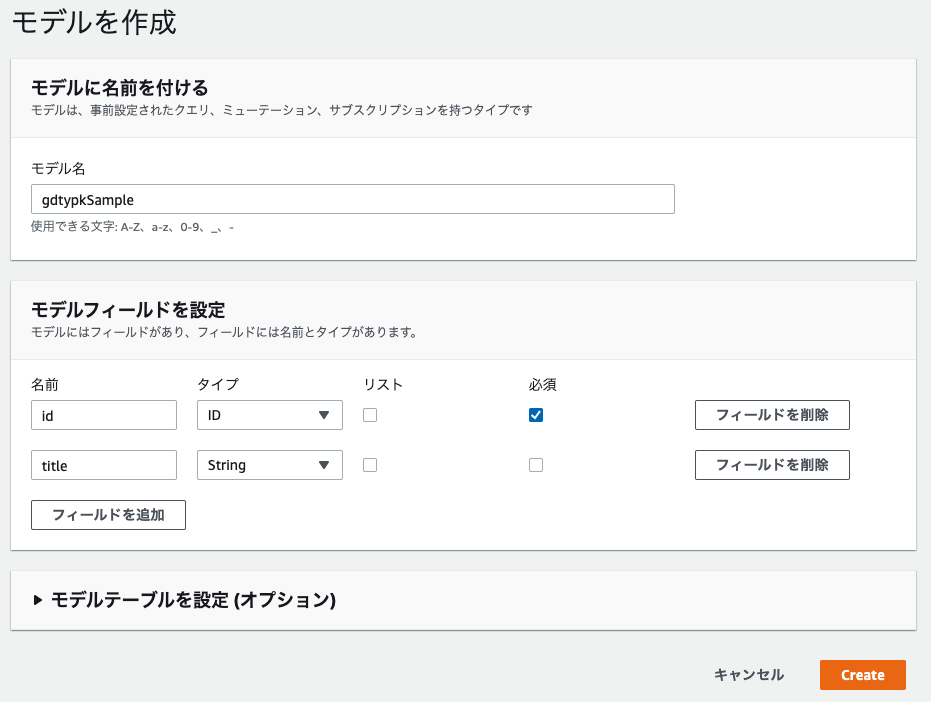 モデルを作成
モデルに名前を付ける
モデルは、事前設定されたクエリ、ミューテーション、サブスクリプションを持つタイプです
モデル名
gdtypkSample
使用できる文字: A-Z、a-z、0-9、_、-
モデルフィールドを設定
モデルにはフィールドがあり、フィールドには名前とタイプがあります。
名前 タイプ リスト 必須
id ID フィールドを削除
title String フィールドを削除
フィールドを追加
モデルテーブルを設定 (オプション)
キャンセル Create